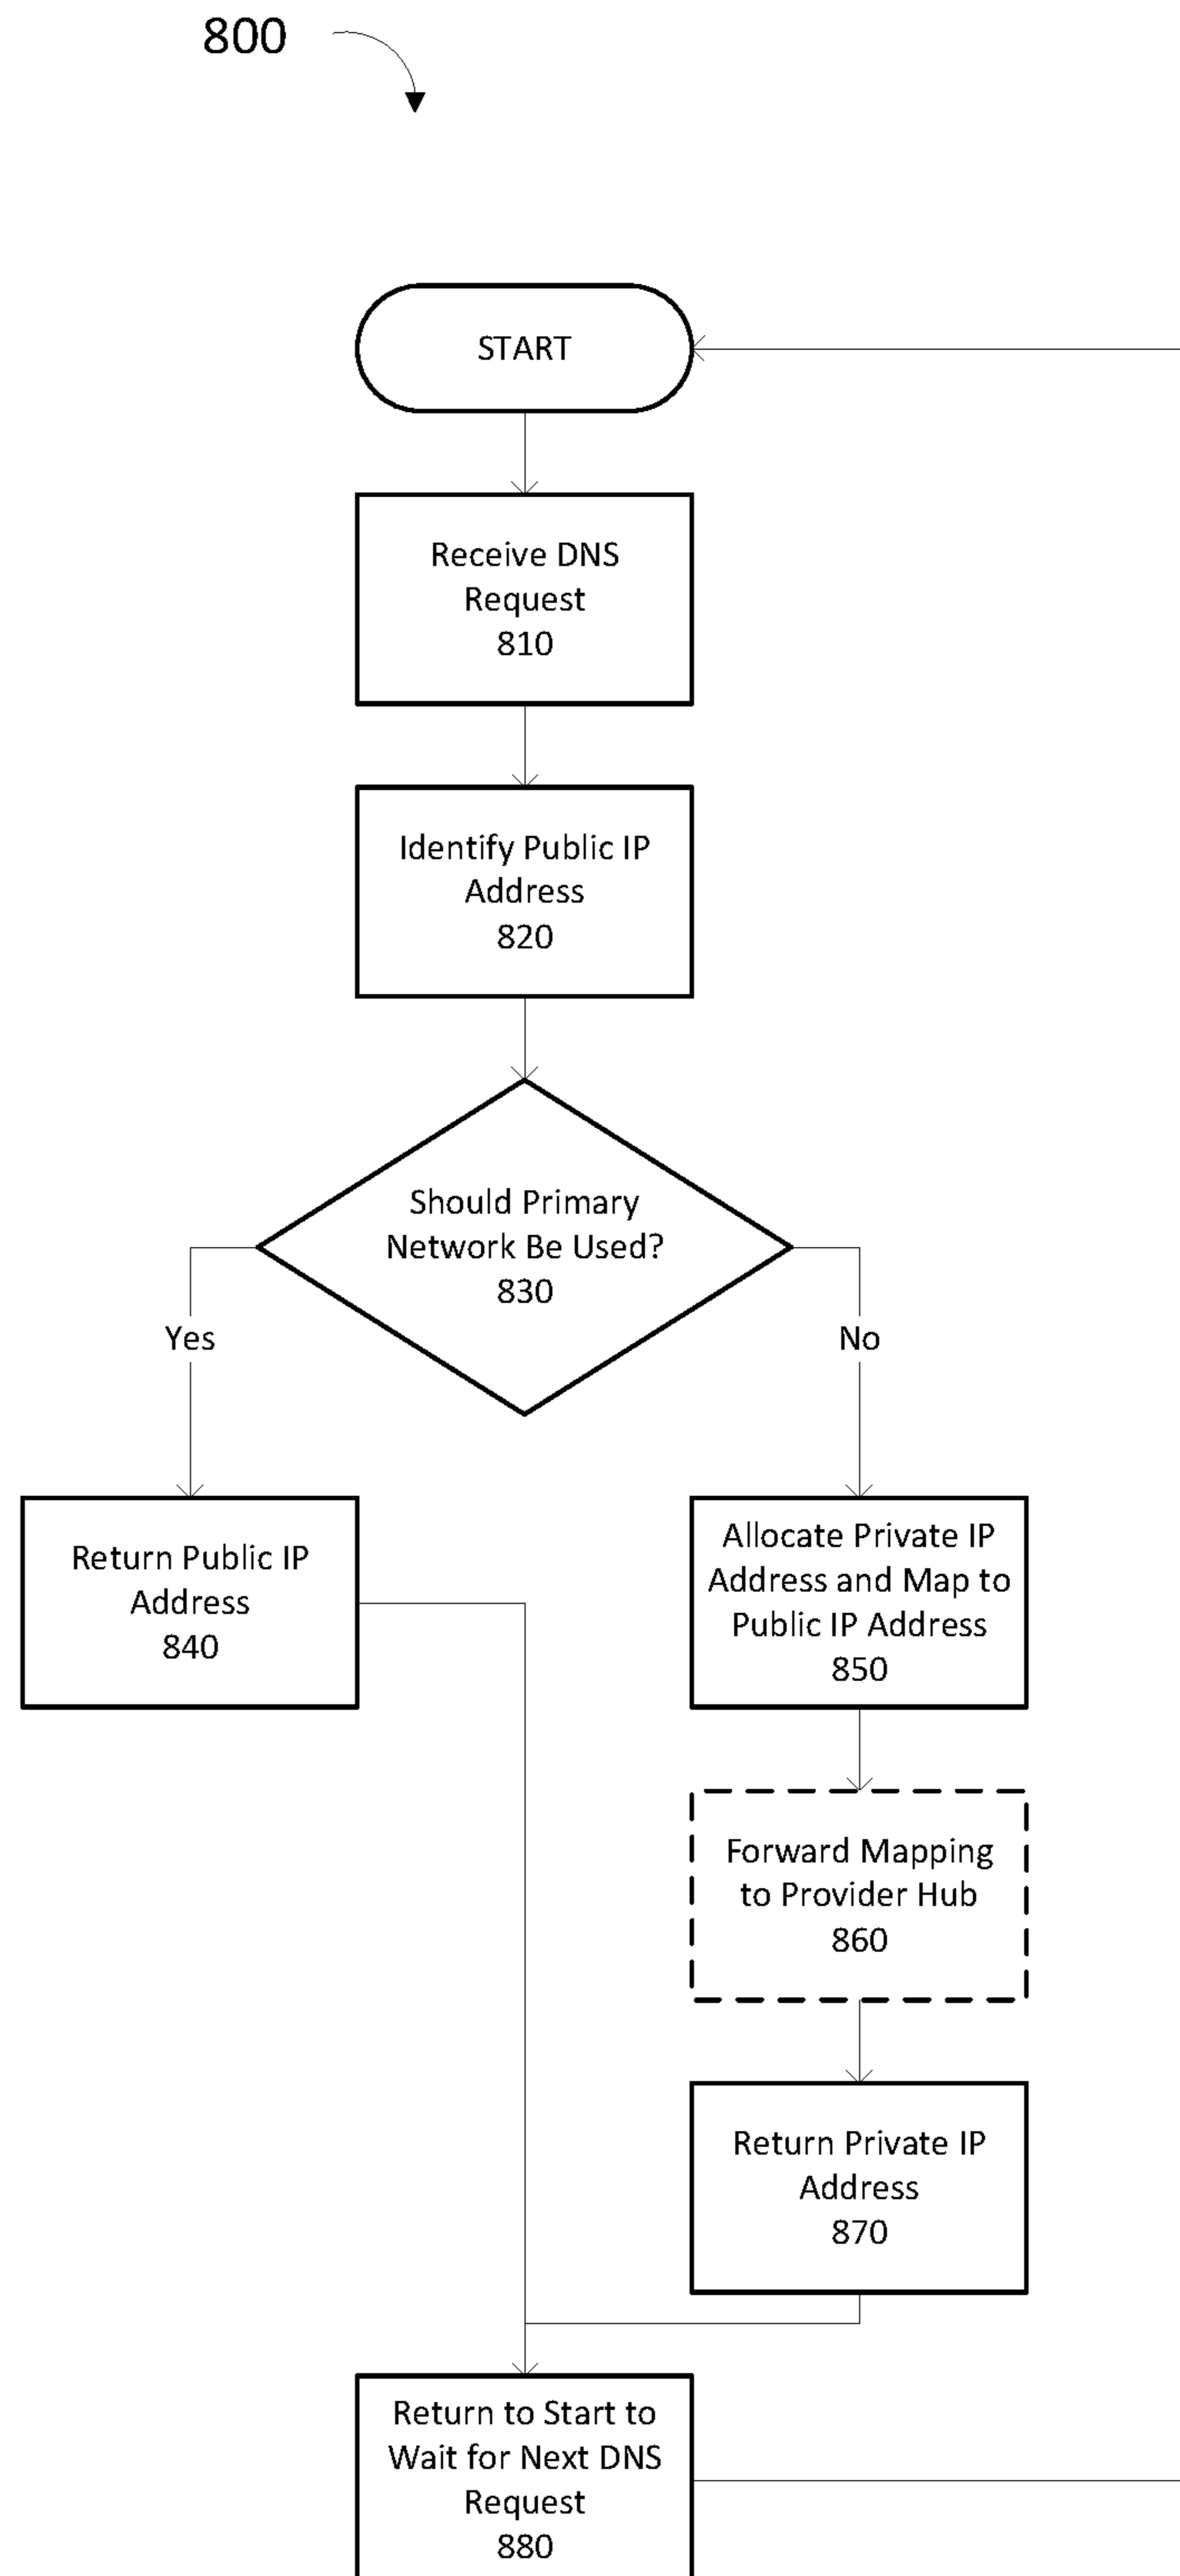 800
START
Receive DNS
Request
810
Identify Public IP
Address
820
Should Primary
Network Be Used?
830
Yes
No
Return Public IP
Address
840
Allocate Private IP
Address and Map to
Public IP Address
850
Forward Mapping
to Provider Hub
860
Return Private IP
Address
870
Return to Start to
Wait for Next DNS
Request
880